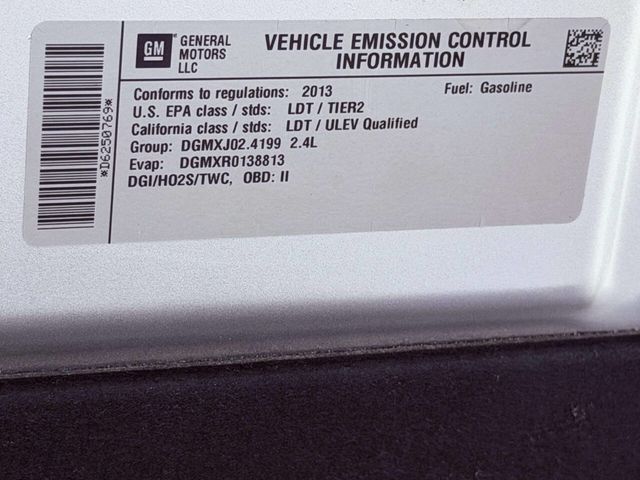 GM GENERAL MOTORS LLC
VEHICLE EMISSION CONTROL
INFORMATION
Conforms to regulations: 2013 Fuel: Gasoline
U.S. EPA class / stds: LDT / TIER2
California class / stds: LDT / ULEV Qualified
Group: DGMXJ02.4199 2.4L
Evap: DGMXR0138813
DGI/HO2S/TWC, OBD: II
*D6250769*